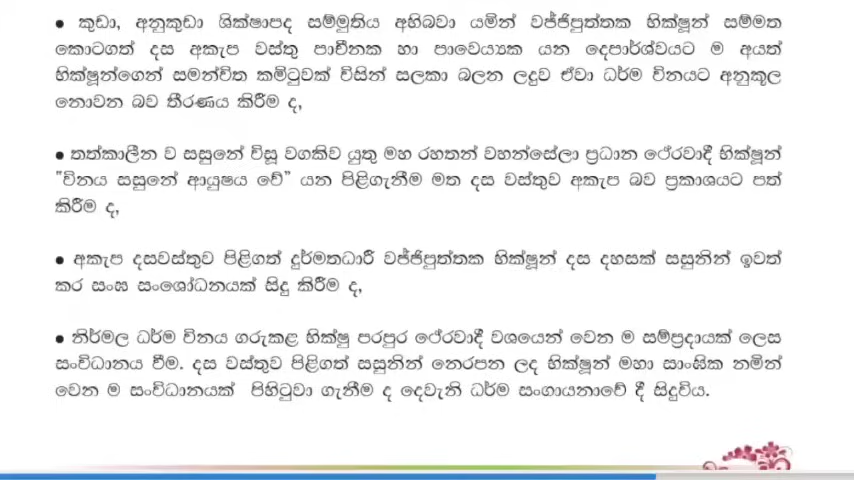 • කුඩා, අනුකුඩා ශික්ෂාපද සම්මුතිය අභිබවා යමින් වජ්ජිපුත්තක භික්ෂූන් සම්මත
කොටගත් දස අකැප වස්තු පාචීනක හා පාවෙය්‍යක යන දෙපාර්ශ්වයට ම අයත්
භික්ෂූන්ගෙන් සමන්විත කමිටුවක් විසින් සලකා බලන ලදුව ඒවා ධර්ම විනයට අනුකූල
නොවන බව තීරණය කිරීම ද,
• තත්කාලීන ව සසුනේ විසූ වගකිව යුතු මහ රහතන් වහන්සේලා ප්‍රධාන ථේරවාදී භික්ෂූන්
"විනය සසුනේ ආයුෂය වේ" යන පිළිගැනීම මත දස වස්තුව අකැප බව ප්‍රකාශයට පත්
කිරීම ද,
• අකැප දසවස්තුව පිළිගත් දුර්මතධාරී වජ්ජිපුත්තක භික්ෂූන් දස දහසක් සසුනින් ඉවත්
කර සංඝ සංශෝධනයක් සිදු කිරීම ද,
• නිර්මල ධර්ම විනය ගරුකළ භික්ෂු පරපුර ථේරවාදී වශයෙන් වෙන ම සම්ප්‍රදායක් ලෙස
සංවිධානය වීම. දස වස්තුව පිළිගත් සසුනින් නෙරපන ලද භික්ෂූන් මහා සාංඝික නමින්
වෙන ම සංවිධානයක් පිහිටුවා ගැනීම ද දෙවැනි ධර්ම සංගායනාවේ දී සිදුවිය.